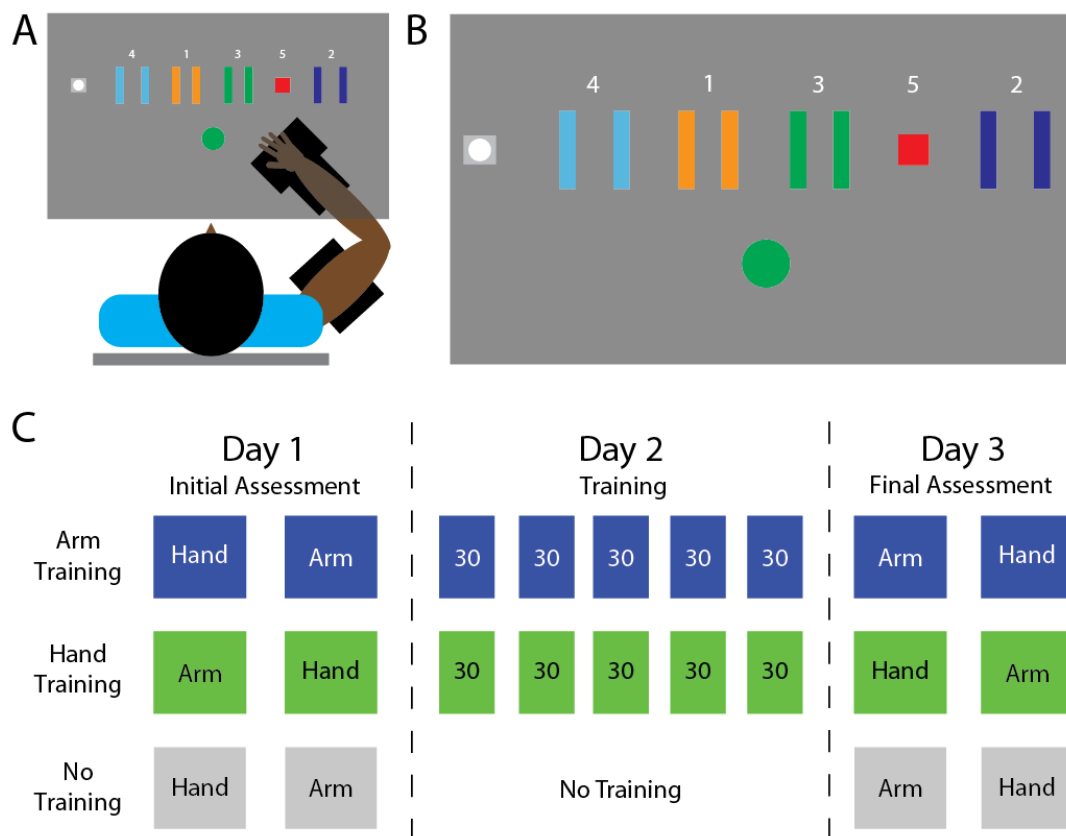 A
4 1 3 5 2
B
4 1 3 5 2
C
Day 1 Day 2 Day 3
Initial Assessment Training Final Assessment
Arm Training
Hand Arm 30 30 30 30 30 Arm Hand
Hand Training
Arm Hand 30 30 30 30 30 Hand Arm
No Training
Hand Arm No Training Arm Hand